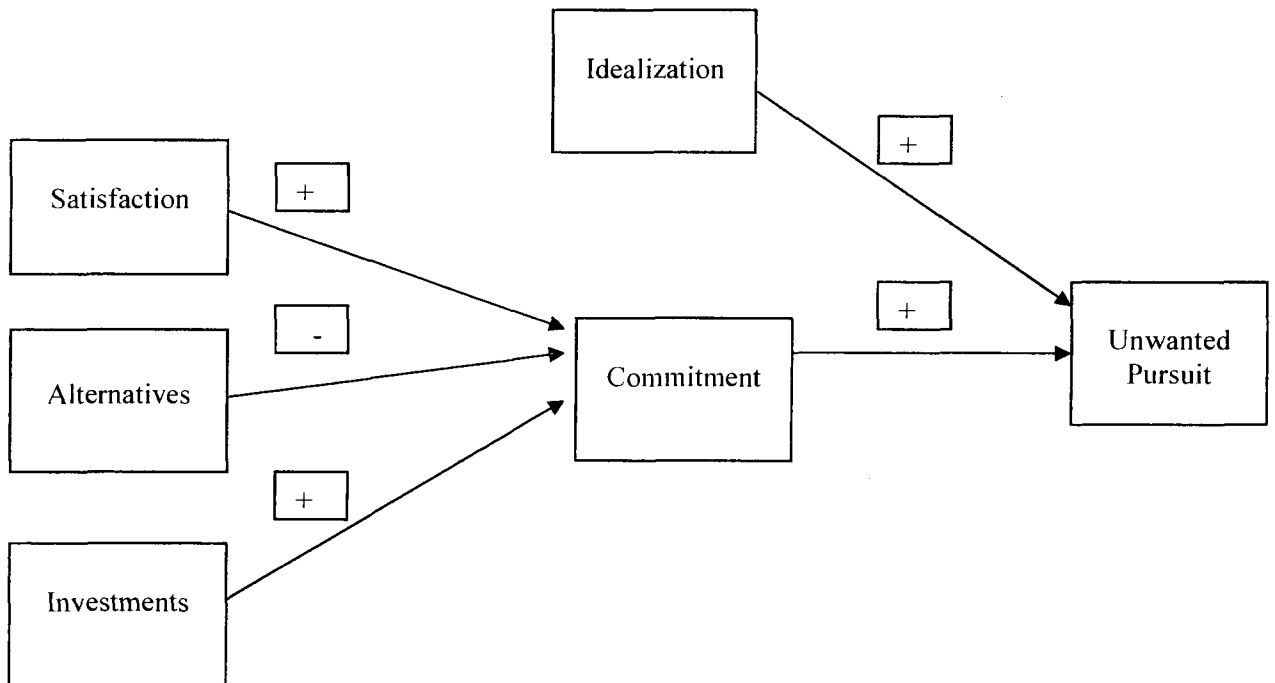 Idealization
+
Satisfaction
+
Alternatives
-
Commitment
+
Unwanted
Pursuit
Investments
+